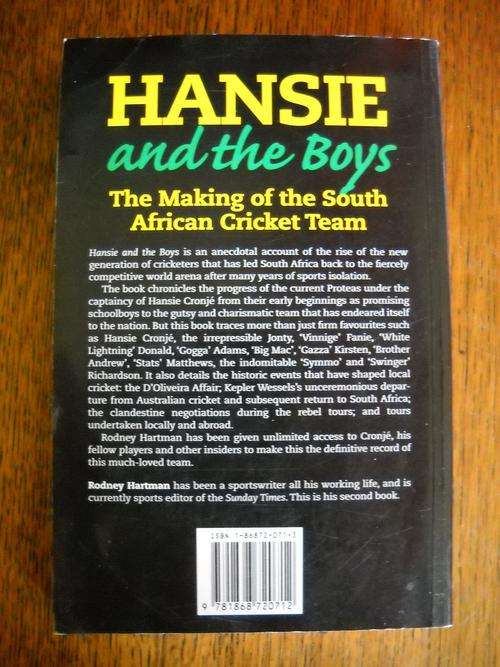 HANSIE
and the Boys
The Making of the South
African Cricket Team
Hansie and the Boys is an anecdotal account of the rise of the new
generation of cricketers that has led South Africa back to the fiercely
competitive world arena after many years of sports isolation.
The book chronicles the progress of the current Proteas under the
captaincy of Hansie Cronjé from their early beginnings as promising
schoolboys to the gutsy and charismatic team that has endeared itself
to the nation. But this book traces more than just firm favourites such
as Hansie Cronjé, the irrepressible Jonty, 'Vinnige' Fanie, 'White
Lightning' Donald, 'Gogga' Adams, 'Big Mac', 'Gazza' Kirsten, 'Brother
Andrew', 'Stats' Matthews, the indomitable 'Symmo' and 'Swinger'
Richardson. It also details the historic events that have shaped local
cricket: the D'Oliveira Affair; Kepler Wessels's unceremonious depar-
ture from Australian cricket and subsequent return to South Africa;
the clandestine negotiations during the rebel tours; and tours
undertaken locally and abroad.
Rodney Hartman has been given unlimited access to Cronjé, his
fellow players and other insiders to make this the definitive record of
this much-loved team.
Rodney Hartman has been a sportswriter all his working life, and is
currently sports editor of the Sunday Times. This is his second book.
ISBN 1-86872-071-3
9 781868 720712